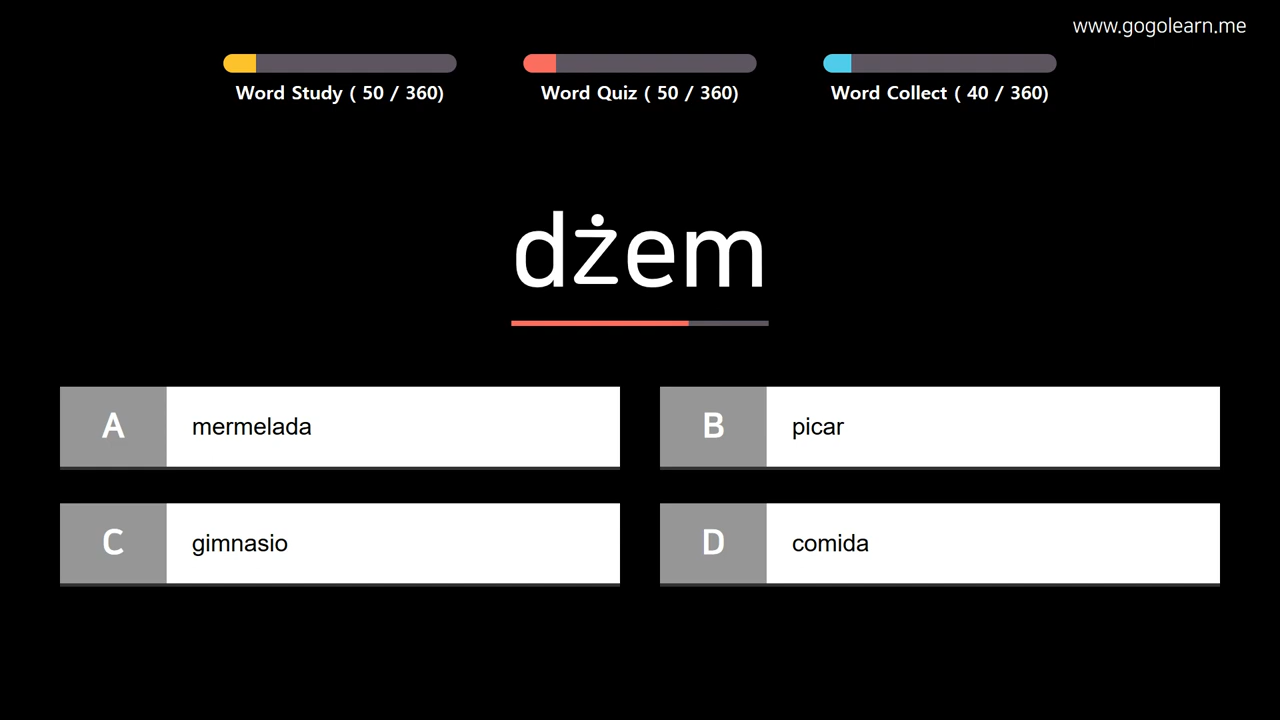 www.gogolearn.me
Word Study ( 50 / 360)
Word Quiz ( 50 / 360)
Word Collect ( 40 / 360)
dżem
A mermelada
B picar
C gimnasio
D comida